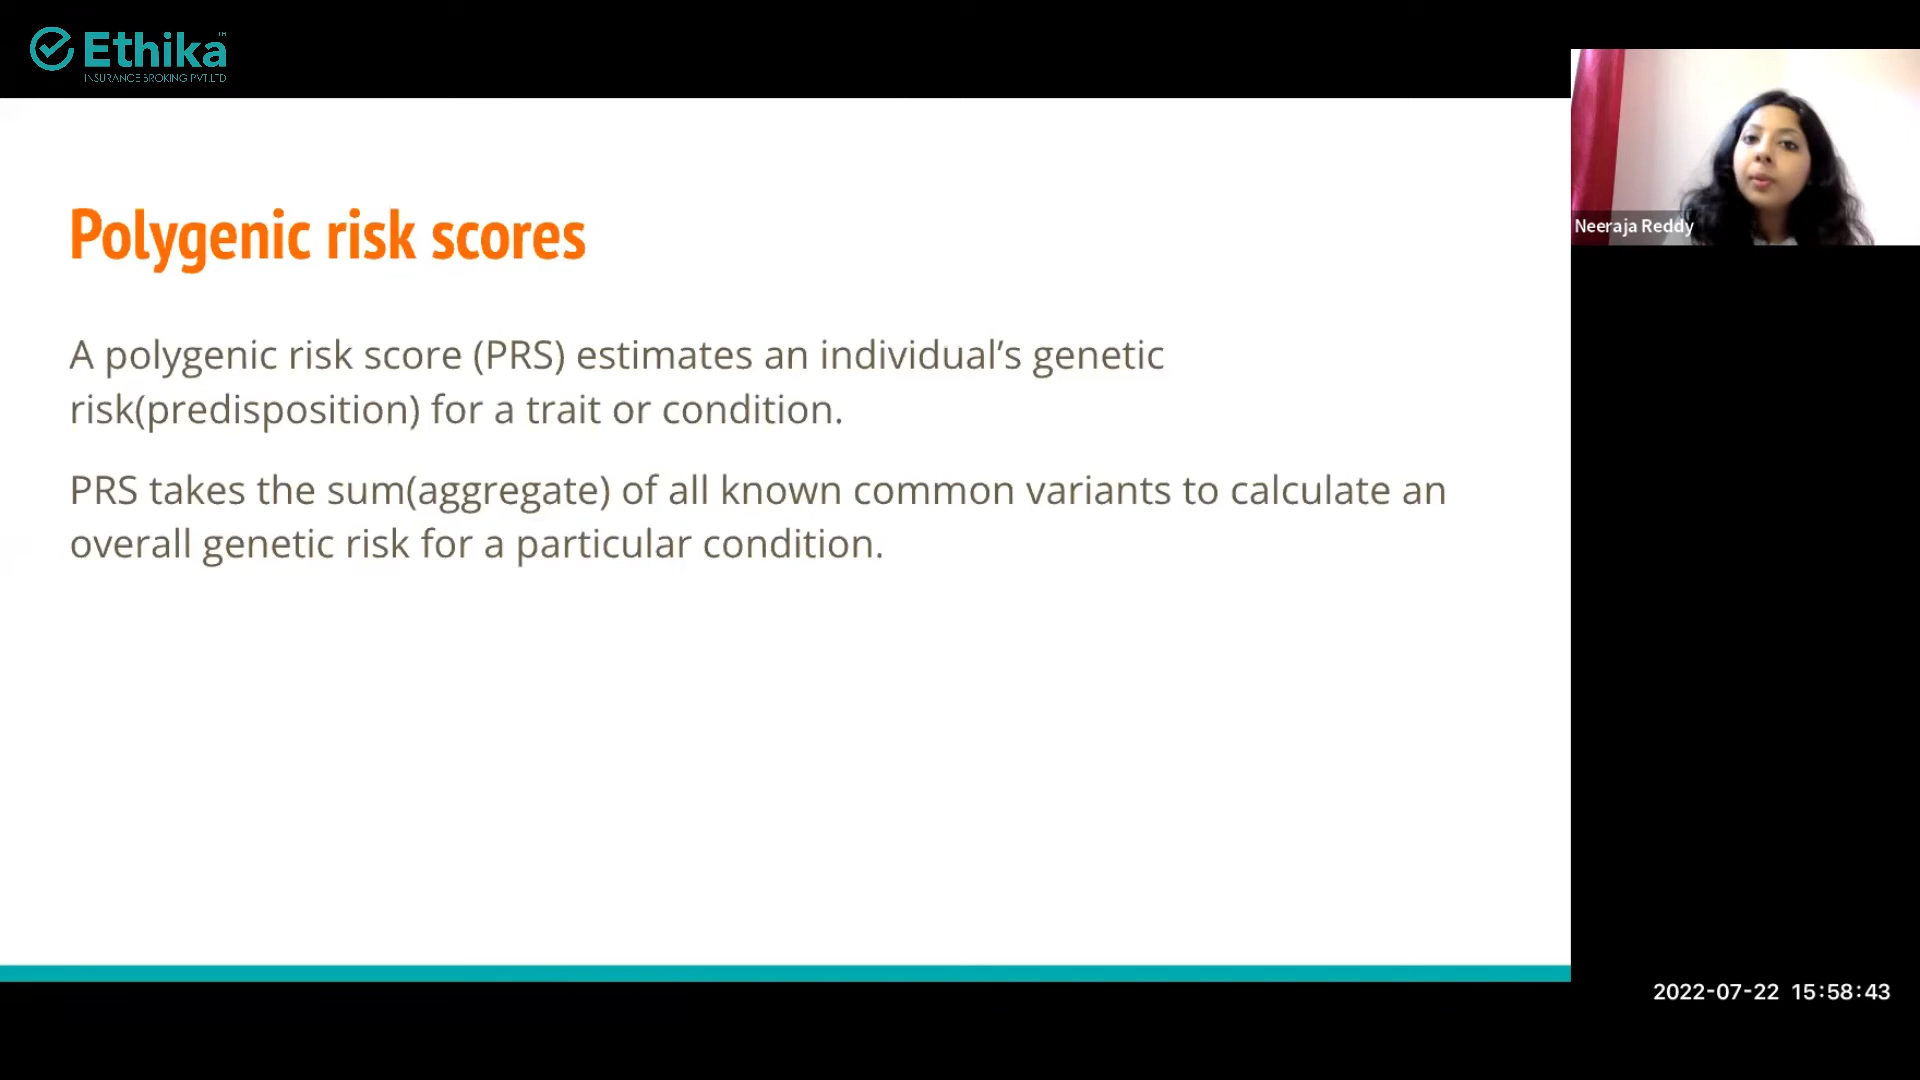 Ethika™
INSURANCE BROKING PVT.LTD
Neeraja Reddy
Polygenic risk scores
A polygenic risk score (PRS) estimates an individual’s genetic
risk(predisposition) for a trait or condition.
PRS takes the sum(aggregate) of all known common variants to calculate an
overall genetic risk for a particular condition.
2022-07-22 15:58:43